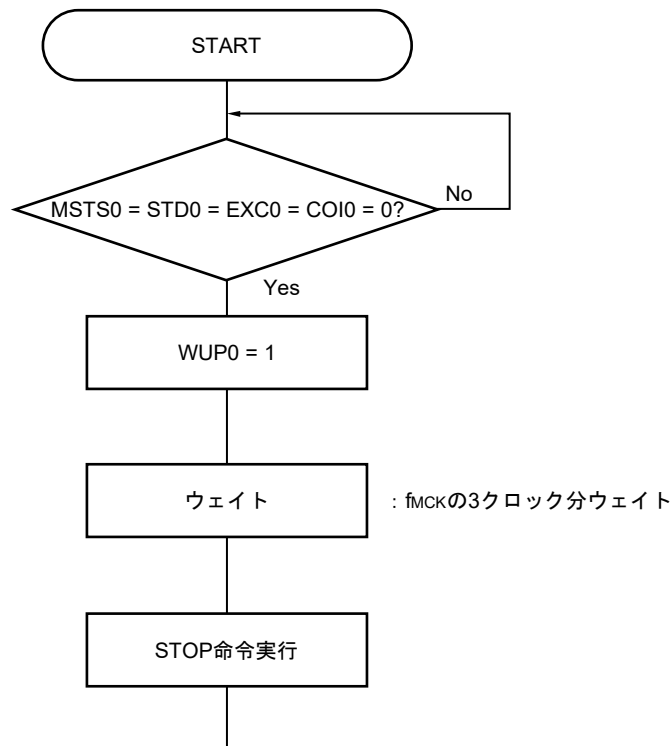 START
MSTS0 = STD0 = EXC0 = COI0 = 0?
No
Yes
WUP0 = 1
ウェイト : fMCKの3クロック分ウェイト
STOP命令実行